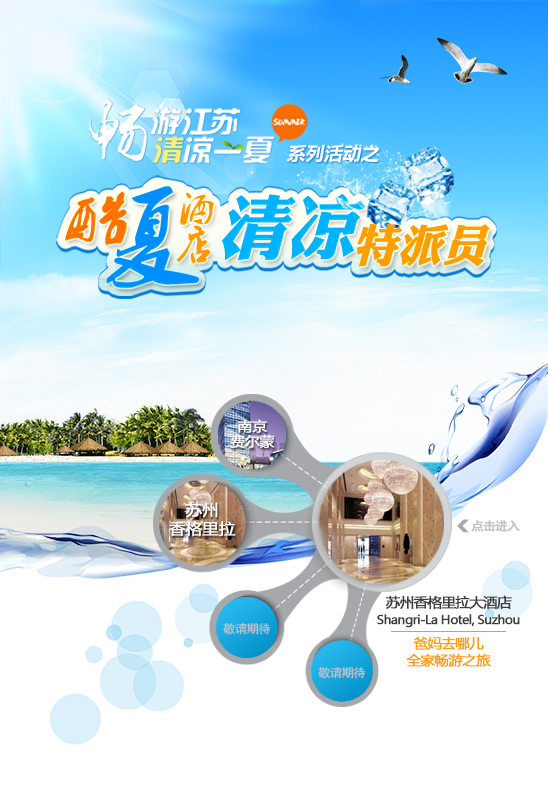 畅游江苏
清凉一夏
SUMMER
系列活动之
酷夏酒店清凉特派员
南京
费尔蒙
苏州
香格里拉
点击进入
敬请期待
敬请期待
苏州香格里拉大酒店
Shangri-La Hotel, Suzhou
爸妈去哪儿
全家畅游之旅